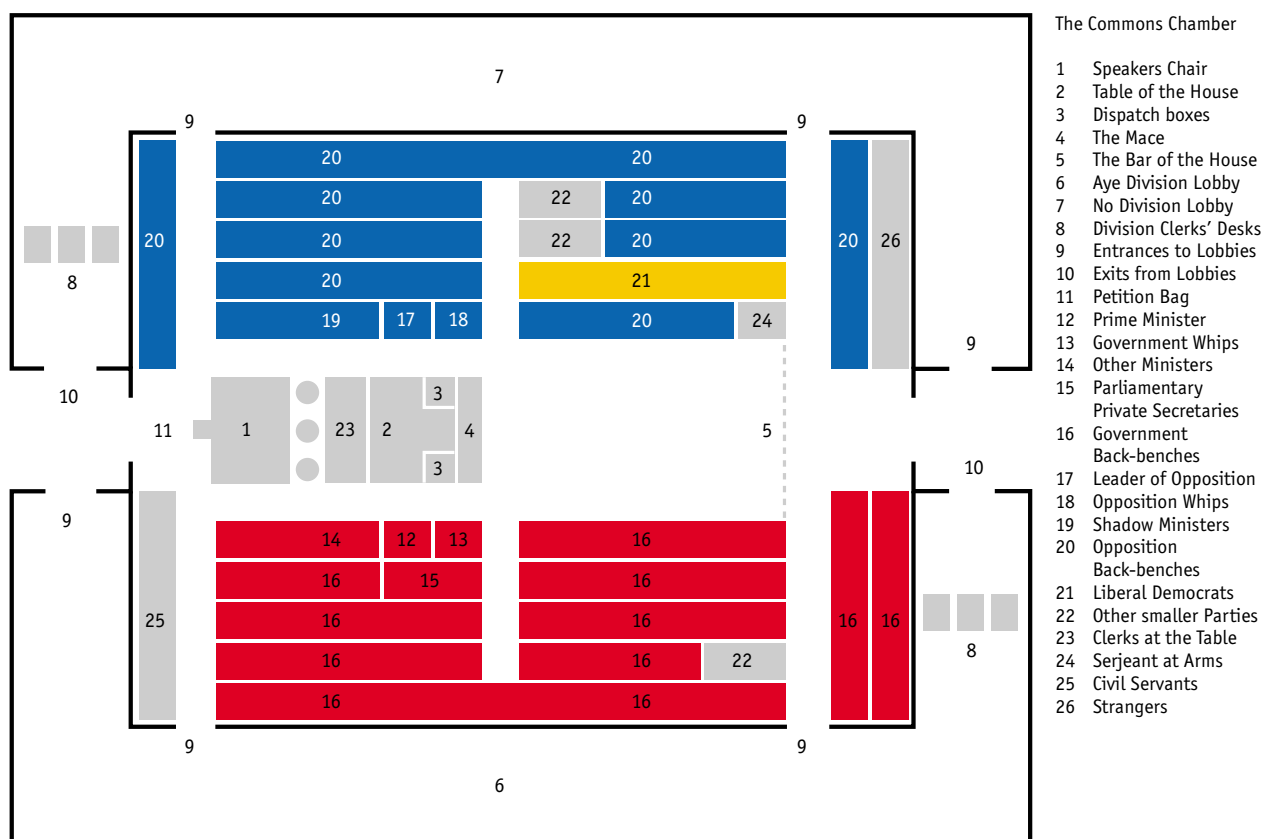 The Commons Chamber
7
9 9
20 20
20 22 20
20 26
20 22 20
8
20 21
19 17 18 20 24
9
10
3
11 1 23 2 4 5
3
10
9
14 12 13 16
16 15 16
25 16 16 16 16
16 16 22
8
16 16
9 9
6
1 Speakers Chair
2 Table of the House
3 Dispatch boxes
4 The Mace
5 The Bar of the House
6 Aye Division Lobby
7 No Division Lobby
8 Division Clerks’ Desks
9 Entrances to Lobbies
10 Exits from Lobbies
11 Petition Bag
12 Prime Minister
13 Government Whips
14 Other Ministers
15 Parliamentary
Private Secretaries
16 Government
Back-benches
17 Leader of Opposition
18 Opposition Whips
19 Shadow Ministers
20 Opposition
Back-benches
21 Liberal Democrats
22 Other smaller Parties
23 Clerks at the Table
24 Serjeant at Arms
25 Civil Servants
26 Strangers